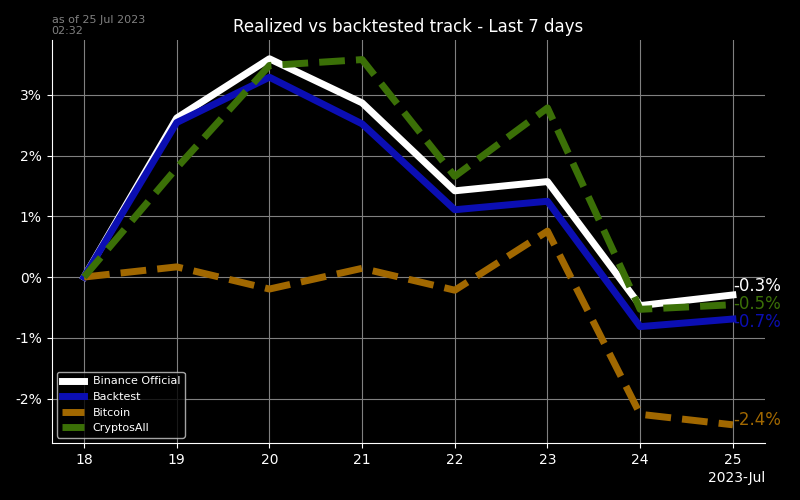 as of 25 Jul 2023
02:32
Realized vs backtested track - Last 7 days
3%
2%
1%
0%
-1%
-2%
-0.3%
-0.5%
-0.7%
-2.4%
Binance Official
Backtest
Bitcoin
CryptosAll
18 19 20 21 22 23 24 25
2023-Jul